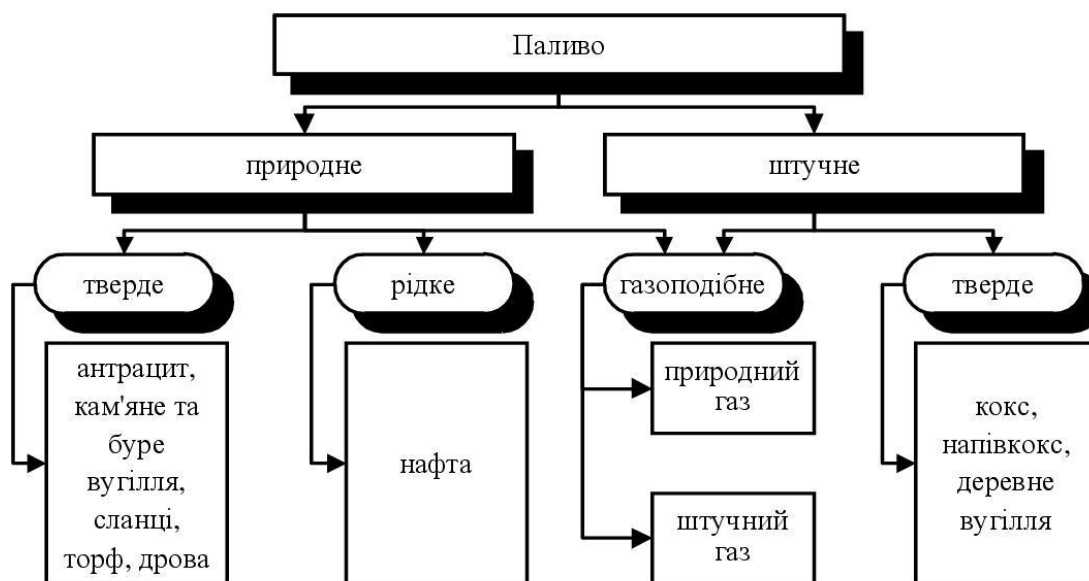 Паливо
природне
штучне
тверде
рідке
газоподібне
тверде
антрацит,
кам'яне та
буре
вугілля,
сланці,
торф, дрова
нафта
природний
газ
штучний
газ
кокс,
напівкокс,
деревне
вугілля